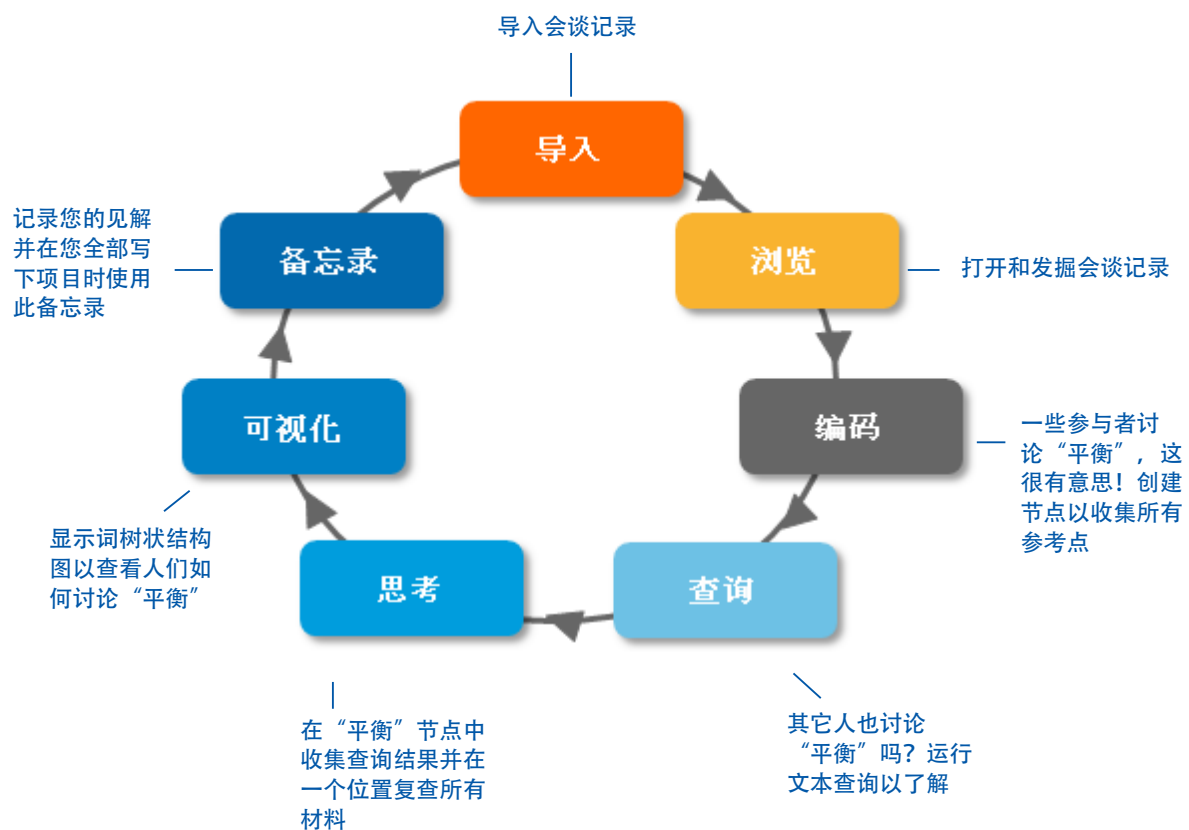 导入会谈记录
导入
浏览
打开和发掘会谈记录
编码
一些参与者讨
论“平衡”，这
很有意思！创建
节点以收集所有
参考点
查询
其它人也讨论
“平衡”吗？运行
文本查询以了解
思考
在“平衡”节点中
收集查询结果并在
一个位置复查所有
材料
可视化
显示词树状结构
图以查看人们如
何讨论“平衡”
备忘录
记录您的见解
并在您全部写
下项目时使用
此备忘录